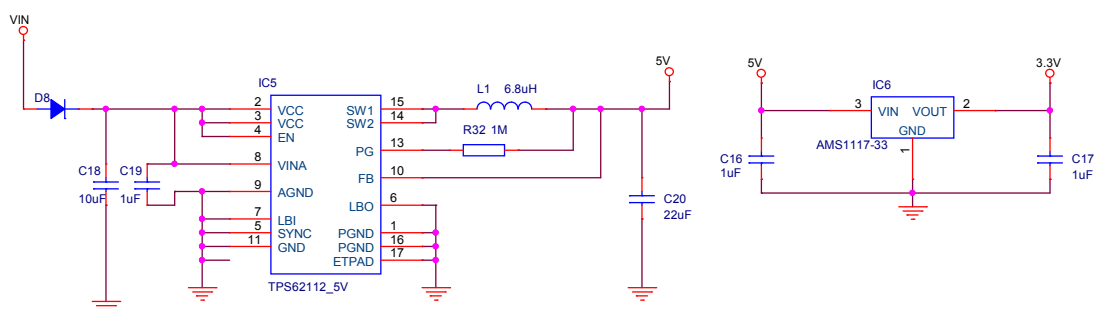 VIN
D8
C18
10uF
C19
1uF
IC5
2 VCC
3 VCC
4 EN
8 VINA
9 AGND
7 LBI
5 SYNC
11 GND
SW1 15
SW2 14
PG 13
FB 10
LBO 6
PGND 1
PGND 16
ETPAD 17
TPS62112_5V
L1 6.8uH
R32 1M
5V
C20
22uF
5V
C16
1uF
IC6
3 VIN VOUT 2
GND
1
AMS1117-33
3.3V
C17
1uF